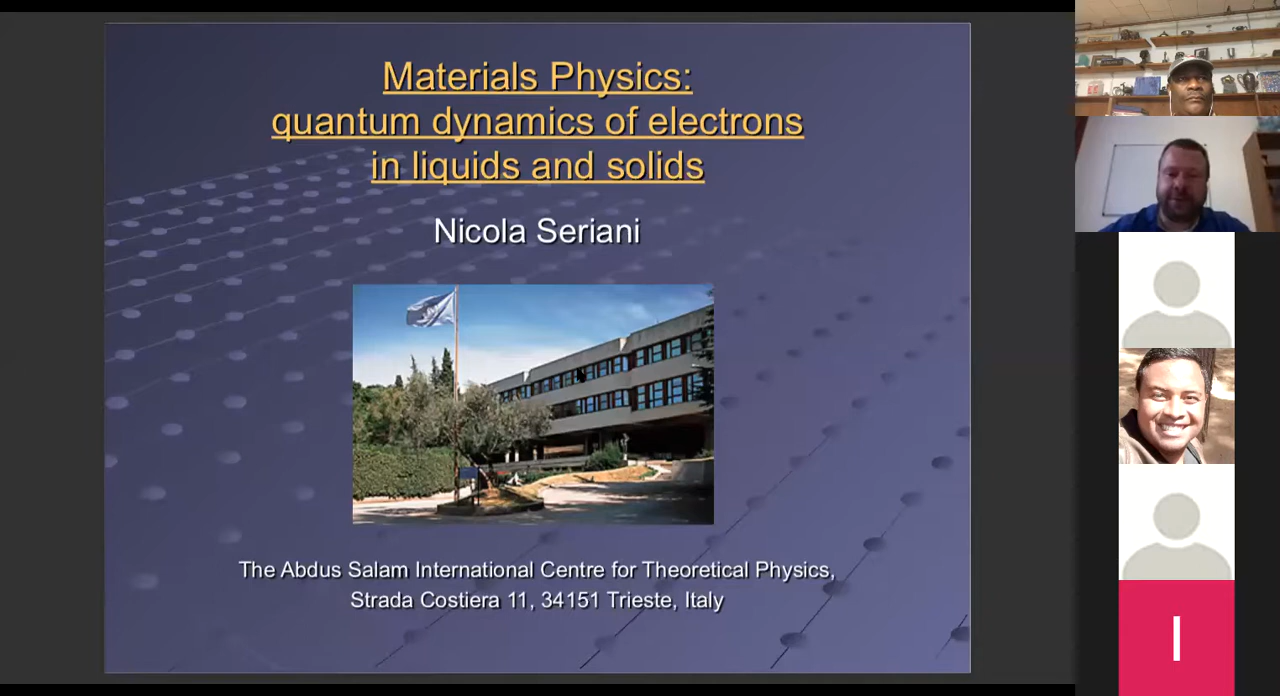 Materials Physics:
quantum dynamics of electrons
in liquids and solids
Nicola Seriani
The Abdus Salam International Centre for Theoretical Physics,
Strada Costiera 11, 34151 Trieste, Italy
I